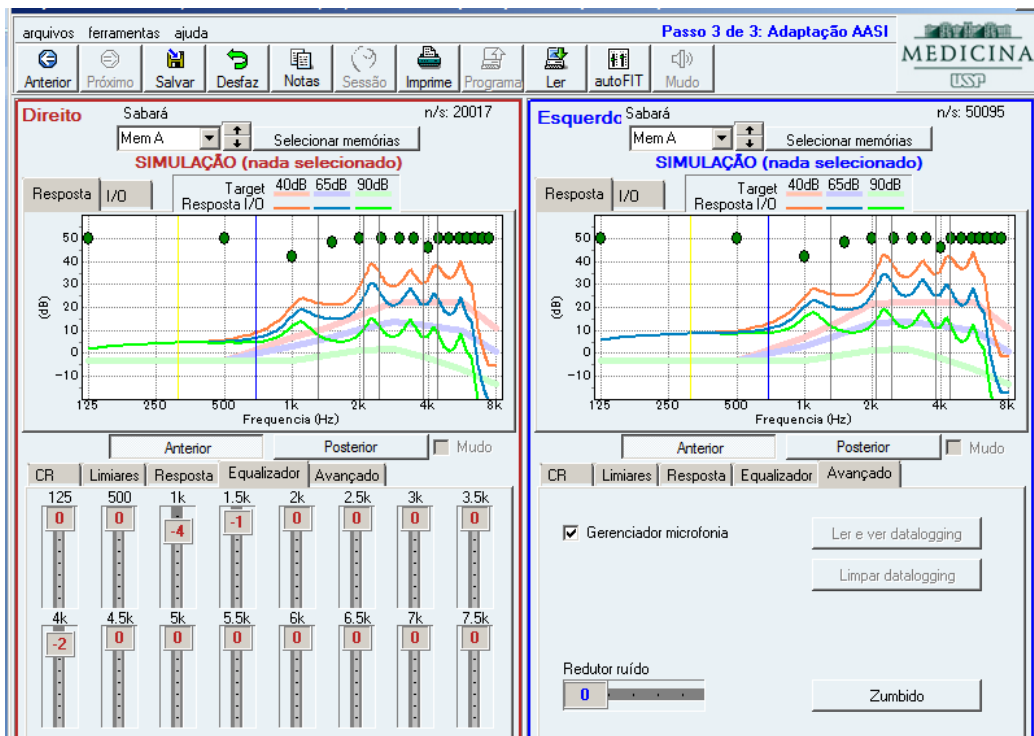 arquivos ferramentas ajuda
Passo 3 de 3: Adaptação AASI
MEDICINA
USP
Anterior Próximo Salvar Desfaz Notas Sessão Imprime Programa Ler autoFIT Mudo
Direito
Sabará
n/s: 20017
Mem A
Selecionar memórias
SIMULAÇÃO (nada selecionado)
Resposta I/O
Target 40dB 65dB 90dB
Resposta I/O
50
40
30
20
10
0
-10
(dB)
125 250 500 1k 2k 4k 8k
Frequencia (Hz)
Anterior Posterior Mudo
CR Limiares Resposta Equalizador Avançado
125 500 1k 1.5k 2k 2.5k 3k 3.5k
0 0 -4 -1 0 0 0 0
4k 4.5k 5k 5.5k 6k 6.5k 7k 7.5k
-2 0 0 0 0 0 0 0
Esquerdo
Sabará
n/s: 50095
Mem A
Selecionar memórias
SIMULAÇÃO (nada selecionado)
Resposta I/O
Target 40dB 65dB 90dB
Resposta I/O
50
40
30
20
10
0
-10
(dB)
125 250 500 1k 2k 4k 8k
Frequencia (Hz)
Anterior Posterior Mudo
CR Limiares Resposta Equalizador Avançado
Gerenciador microfonia
Ler e ver datalogging
Limpar datalogging
Redutor ruído
0
Zumbido